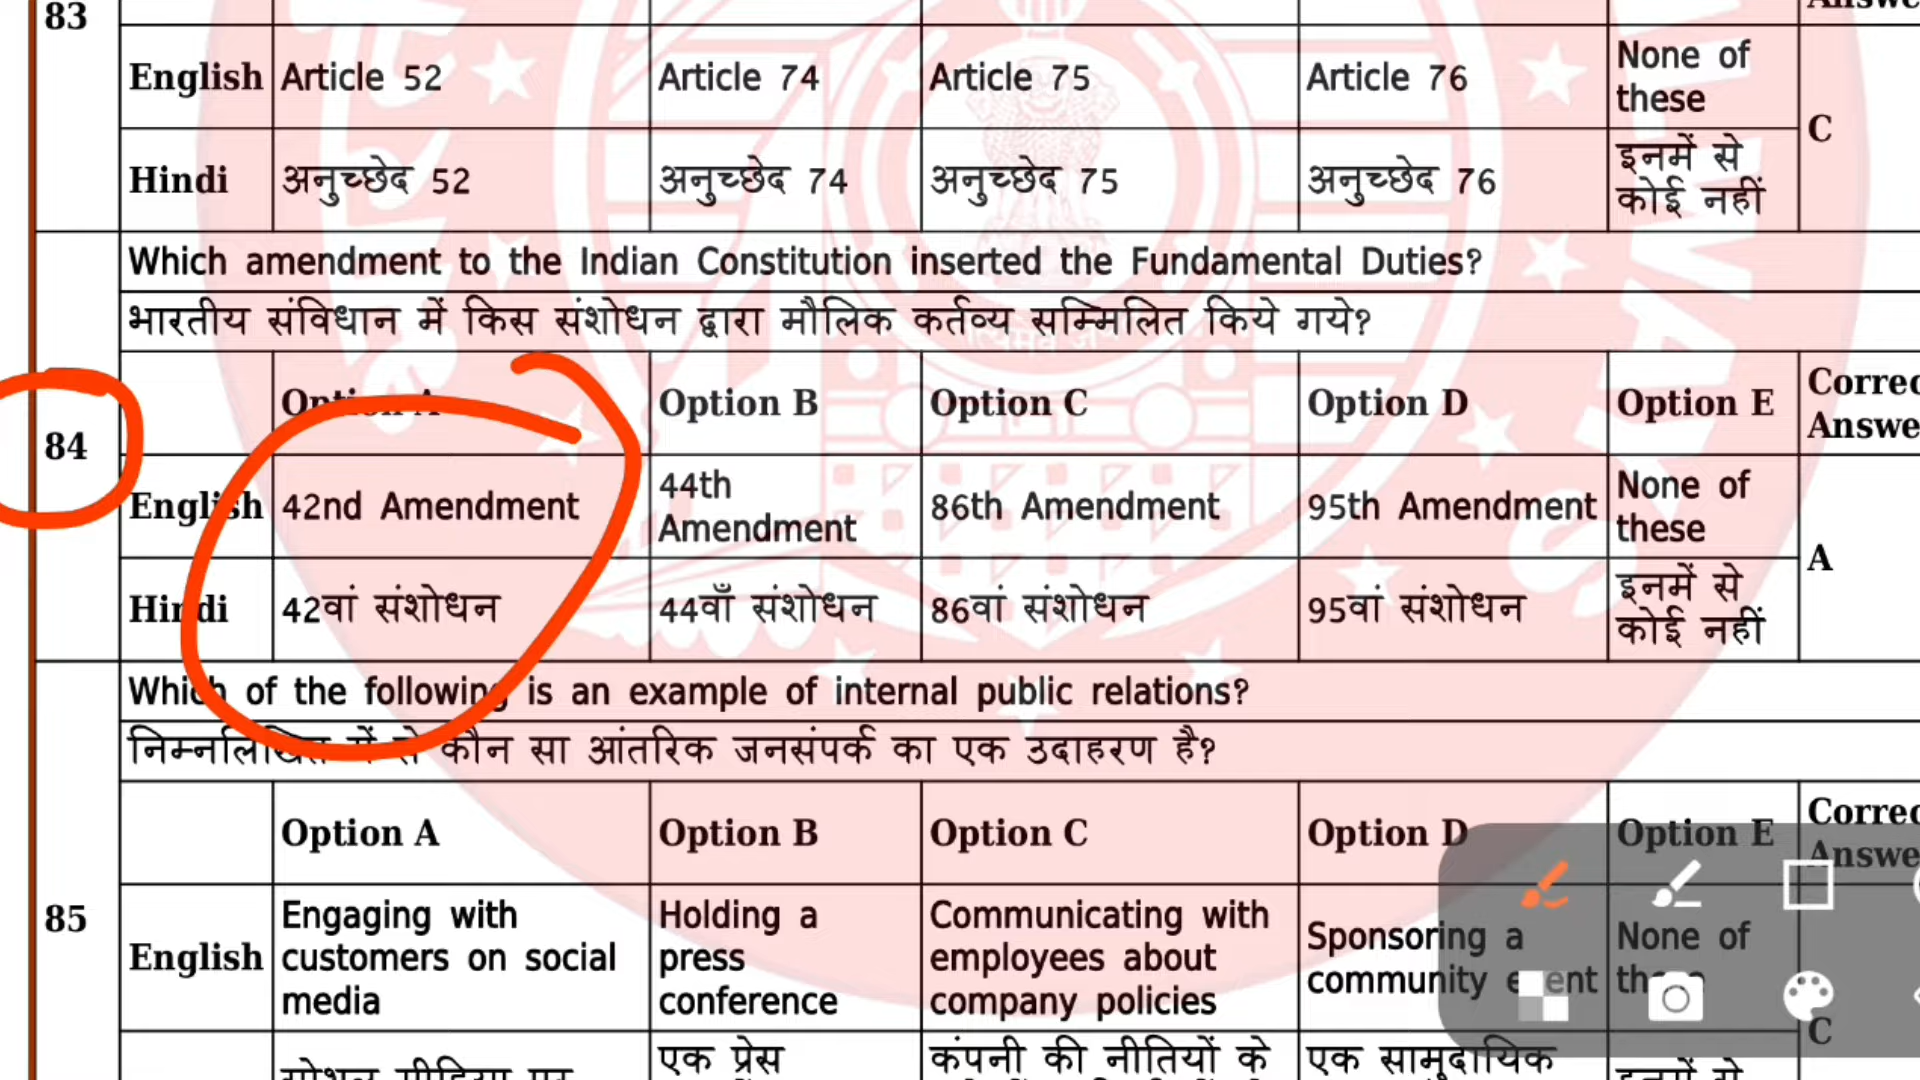 83
English Article 52 Article 74 Article 75 Article 76 None of these
C
Hindi अनुच्छेद 52 अनुच्छेद 74 अनुच्छेद 75 अनुच्छेद 76 इनमें से कोई नहीं
Which amendment to the Indian Constitution inserted the Fundamental Duties?
भारतीय संविधान में किस संशोधन द्वारा मौलिक कर्तव्य सम्मिलित किये गये?
84
Option A Option B Option C Option D Option E
English 42nd Amendment 44th Amendment 86th Amendment 95th Amendment None of these
A
Hindi 42वां संशोधन 44वाँ संशोधन 86वां संशोधन 95वां संशोधन इनमें से कोई नहीं
Which of the following is an example of internal public relations?
निम्नलिखित में से कौन सा आंतरिक जनसंपर्क का एक उदाहरण है?
Option A Option B Option C Option D Option E
85
English Engaging with customers on social media Holding a press conference Communicating with employees about company policies Sponsoring a community event None of these
C
एक प्रेस कंपनी की नीतियों के एक सामुदायिक